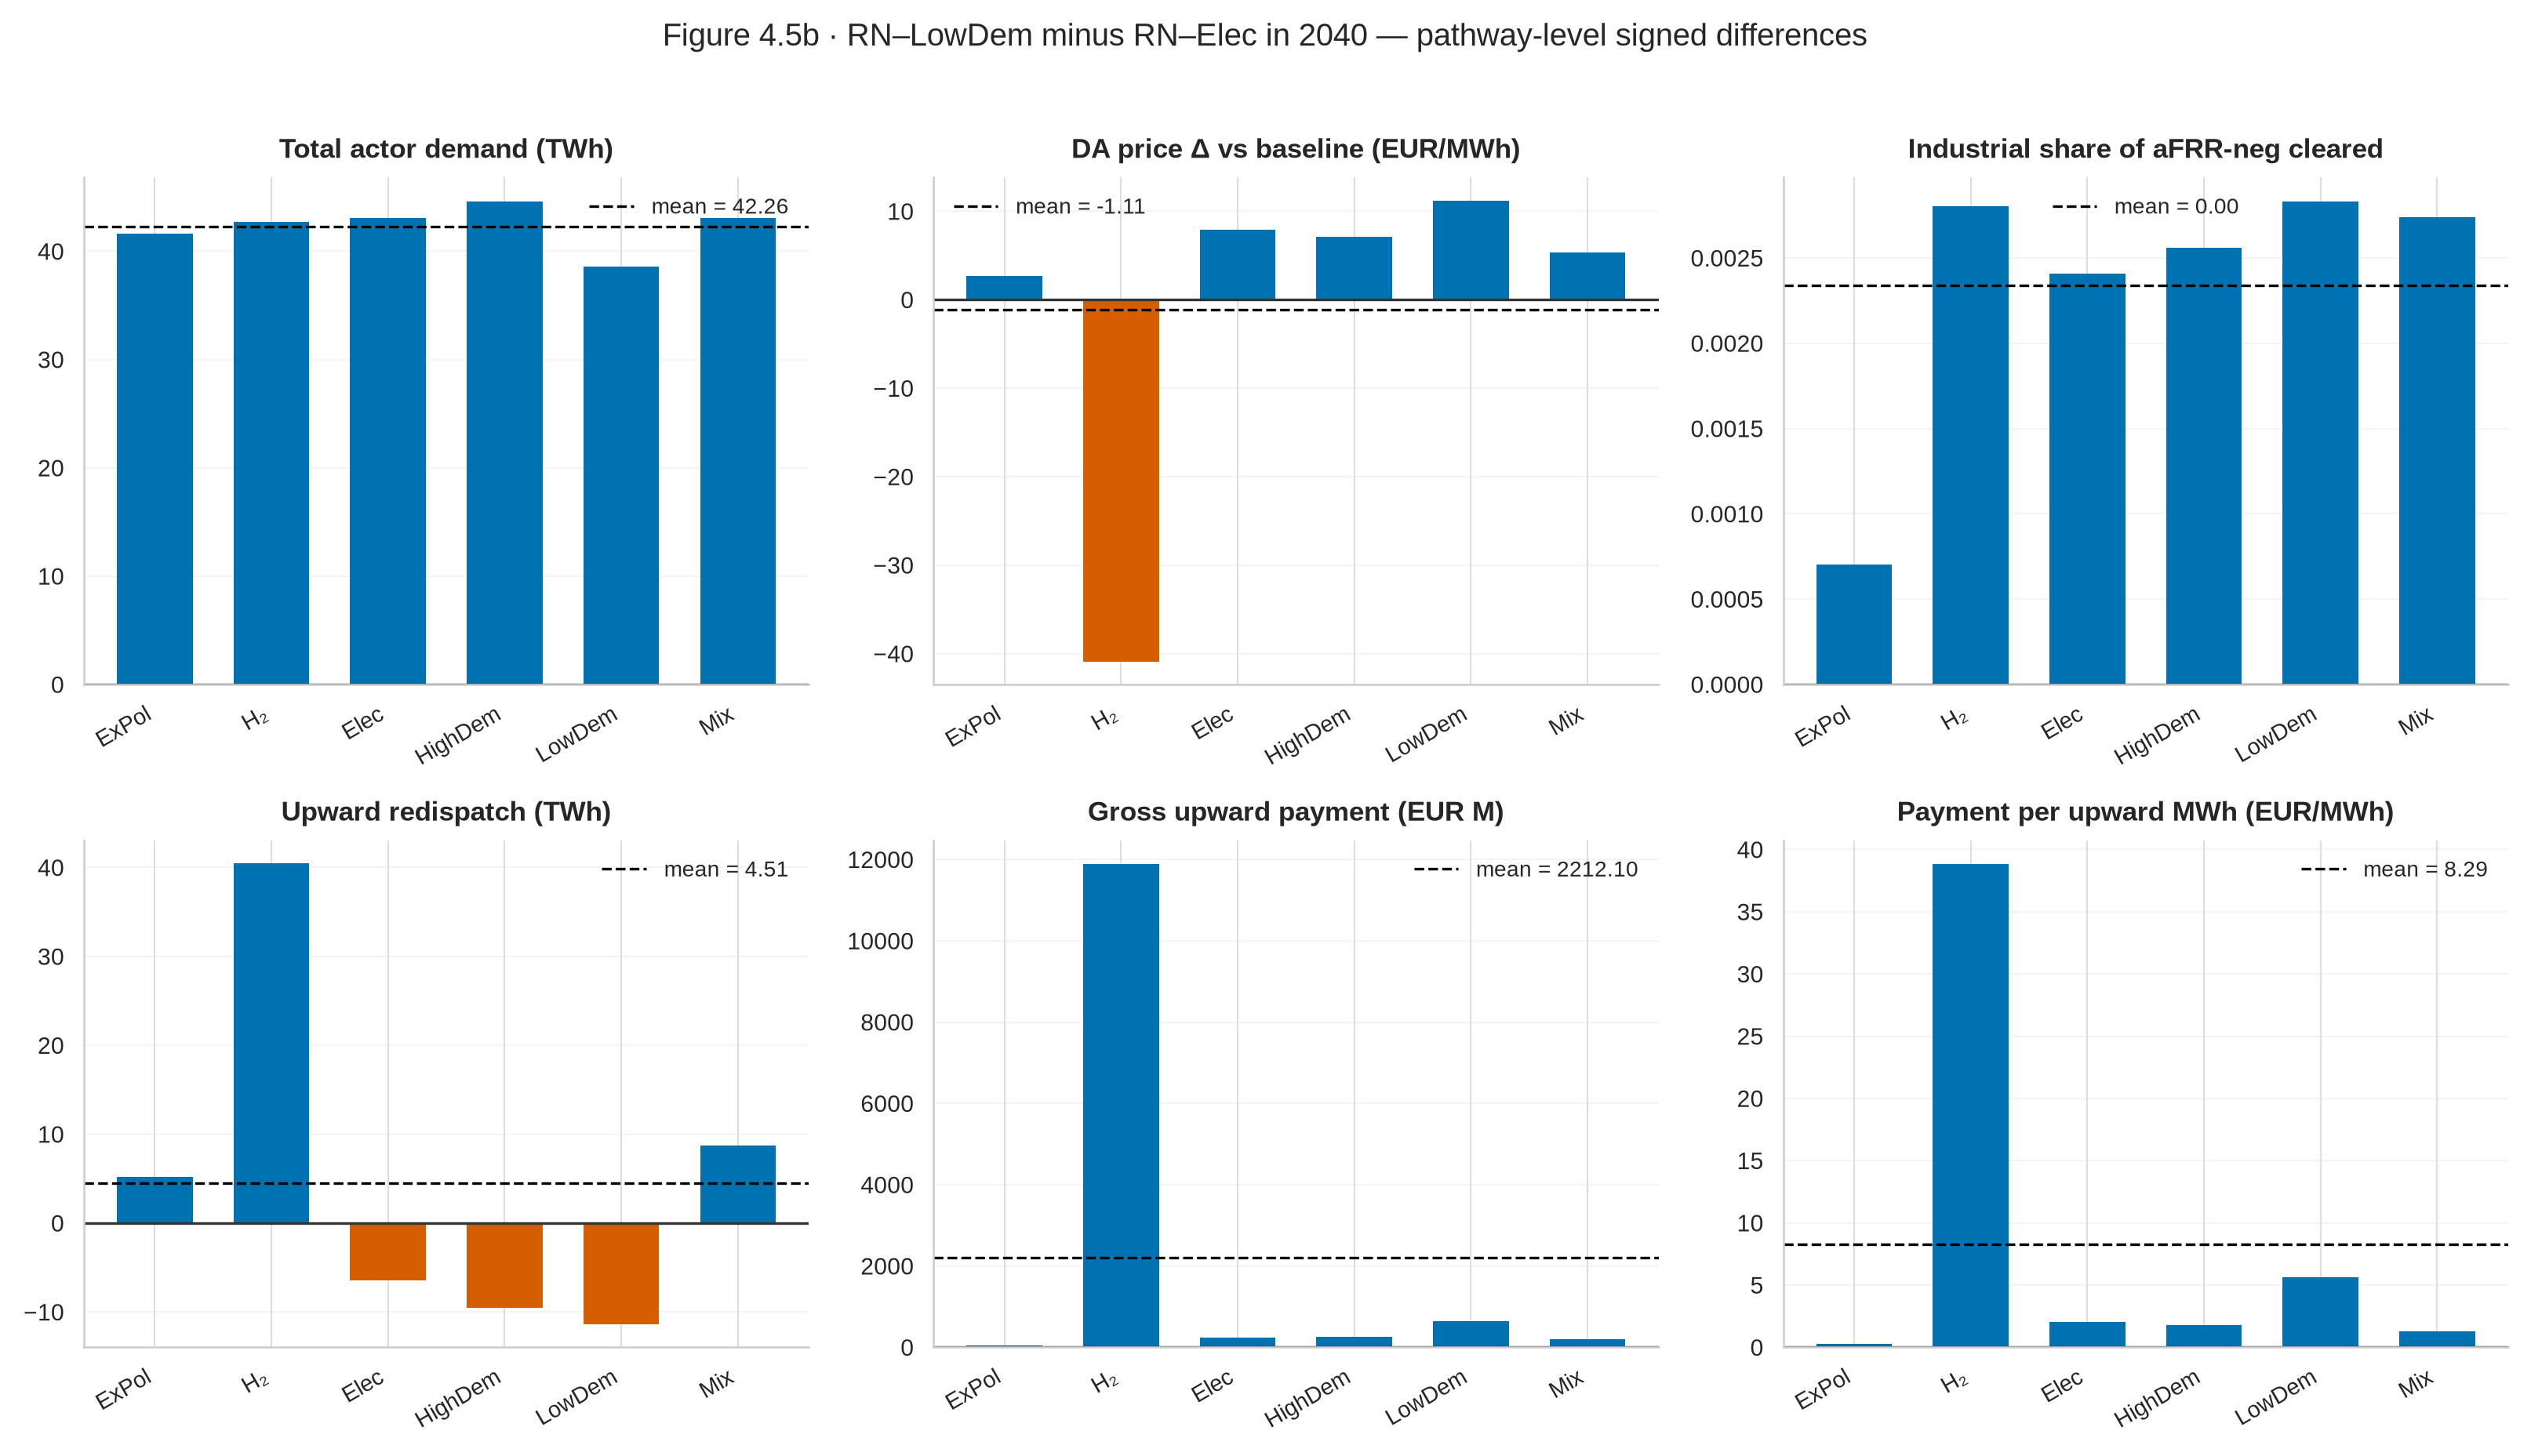 Figure 4.5b · RN–LowDem minus RN–Elec in 2040 — pathway-level signed differences
Total actor demand (TWh)
mean = 42.26
40
30
20
10
0
ExPol
H₂
Elec
HighDem
LowDem
Mix
DA price Δ vs baseline (EUR/MWh)
mean = -1.11
10
0
−10
−20
−30
−40
ExPol
H₂
Elec
HighDem
LowDem
Mix
Industrial share of aFRR-neg cleared
mean = 0.00
0.0025
0.0020
0.0015
0.0010
0.0005
0.0000
ExPol
H₂
Elec
HighDem
LowDem
Mix
Upward redispatch (TWh)
mean = 4.51
40
30
20
10
0
−10
ExPol
H₂
Elec
HighDem
LowDem
Mix
Gross upward payment (EUR M)
mean = 2212.10
12000
10000
8000
6000
4000
2000
0
ExPol
H₂
Elec
HighDem
LowDem
Mix
Payment per upward MWh (EUR/MWh)
mean = 8.29
40
35
30
25
20
15
10
5
0
ExPol
H₂
Elec
HighDem
LowDem
Mix